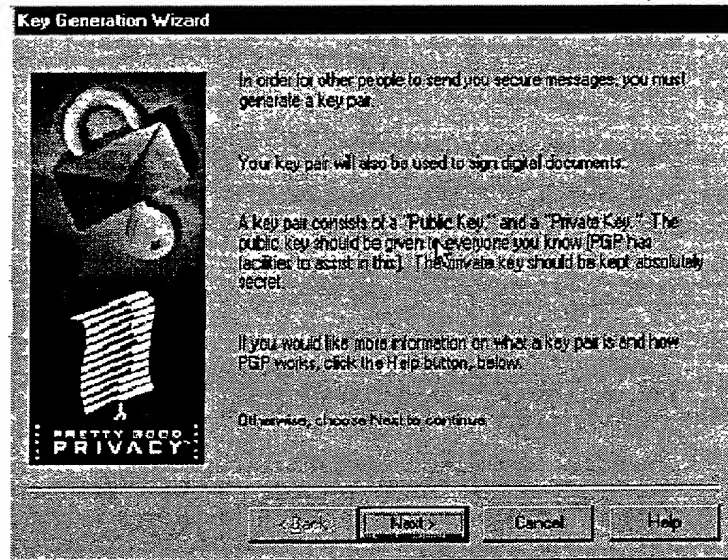 Key Generation Wizard
In order for other people to send you secure messages, you must
generate a key pair.
Your key pair will also be used to sign digital documents.
A key pair consists of a "Public Key" and a "Private Key." The
public key should be given to everyone you know (PGP has
facilities to assist in this). The private key should be kept absolutely
secret.
If you would like more information on what a key pair is and how
PGP works, click the Help button, below.
Otherwise, choose Next to continue.
PRETTY GOOD
PRIVACY
< Back
Next >
Cancel
Help